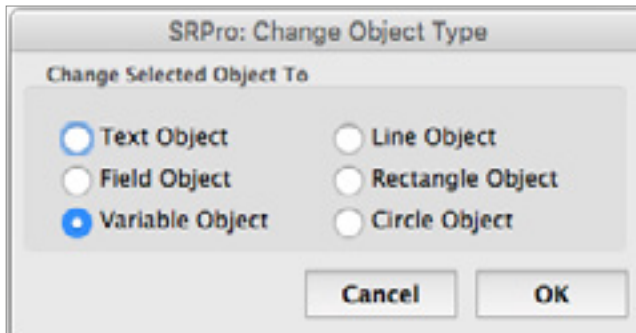 SRPro: Change Object Type
Change Selected Object To
Text Object
Line Object
Field Object
Rectangle Object
Variable Object
Circle Object
Cancel
OK